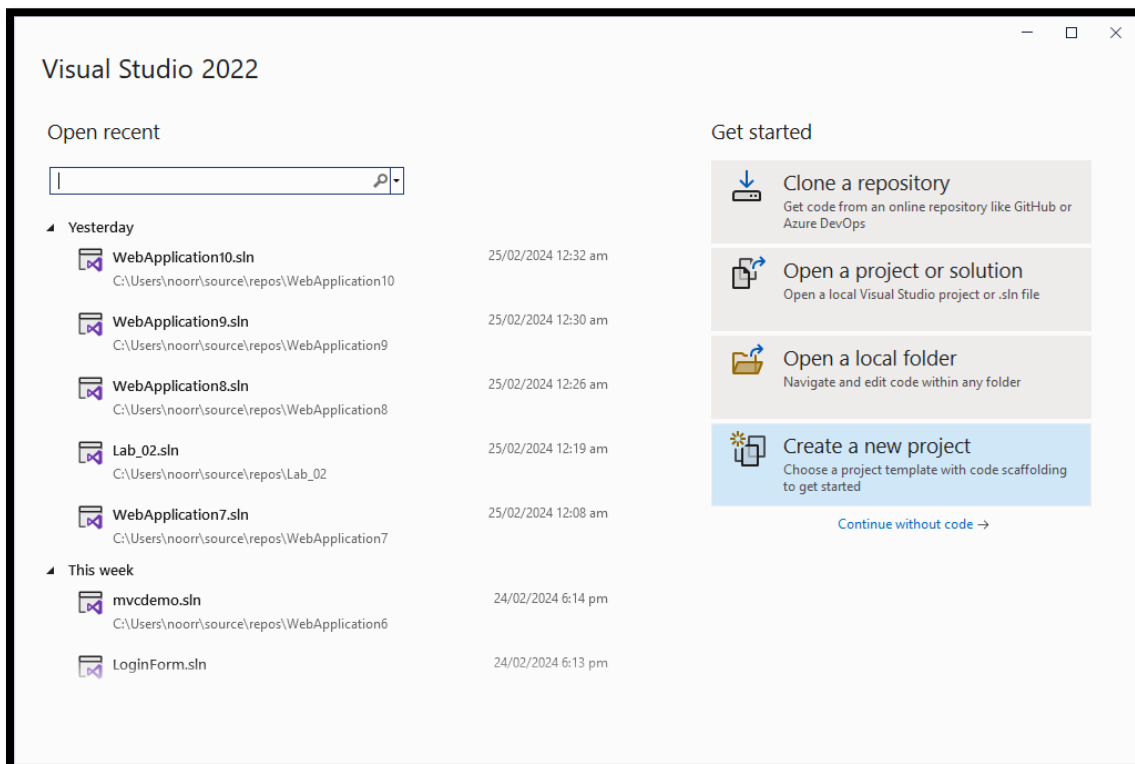 Visual Studio 2022
Open recent
Yesterday
WebApplication10.sln 25/02/2024 12:32 am
C:\Users\noorr\source\repos\WebApplication10
WebApplication9.sln 25/02/2024 12:30 am
C:\Users\noorr\source\repos\WebApplication9
WebApplication8.sln 25/02/2024 12:26 am
C:\Users\noorr\source\repos\WebApplication8
Lab_02.sln 25/02/2024 12:19 am
C:\Users\noorr\source\repos\Lab_02
WebApplication7.sln 25/02/2024 12:08 am
C:\Users\noorr\source\repos\WebApplication7
This week
mvcdemo.sln 24/02/2024 6:14 pm
C:\Users\noorr\source\repos\WebApplication6
LoginForm.sln 24/02/2024 6:13 pm
Get started
Clone a repository
Get code from an online repository like GitHub or
Azure DevOps
Open a project or solution
Open a local Visual Studio project or .sln file
Open a local folder
Navigate and edit code within any folder
Create a new project
Choose a project template with code scaffolding
to get started
Continue without code →